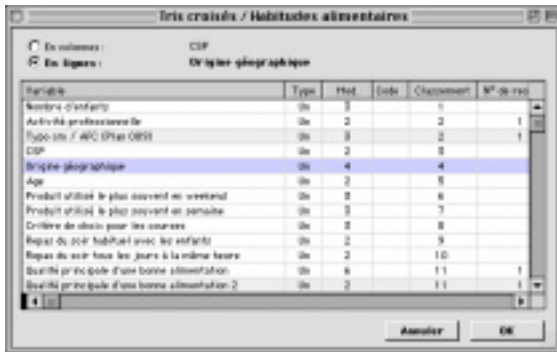 Tris croisés / Habitudes alimentaires
En colonnes : CSP
En lignes : Origine géographique
Variable Type Mod. Code Classement N° de rec
Nombre d'enfants Un 3 1
Activité professionnelle Un 2 2 1
Typo sm / AFC (Plan OBS) Un 3 2 1
CSP Un 2 3
Origine géographique Un 4 4
Age Un 2 5
Produit utilisé le plus souvent en weekend Un 3 6
Produit utilisé le plus souvent en semaine Un 3 7
Critère de choix pour les courses Un 3 8
Repas du soir habituel avec les enfants Un 2 9
Repas du soir tous les jours à la même heure Un 2 10
Qualité principale d'une bonne alimentation Un 6 11 1
Qualité principale d'une bonne alimentation 2 Un 2 11 1
Annuler OK